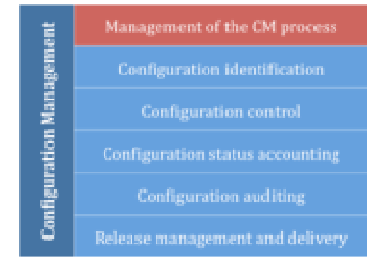 Configuration Management
Management of the CM process
Configuration identification
Configuration control
Configuration status accounting
Configuration auditing
Release management and delivery